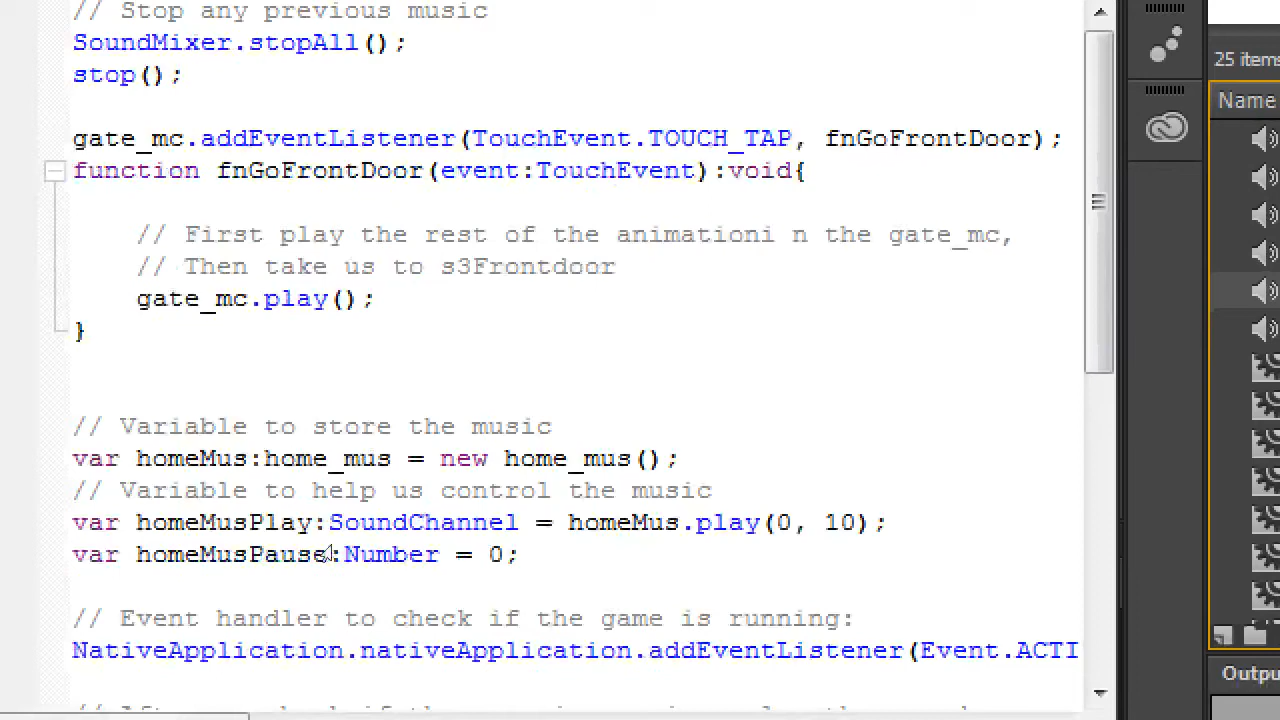 // Stop any previous music
SoundMixer.stopAll();
stop();
gate_mc.addEventListener(TouchEvent.TOUCH_TAP, fnGoFrontDoor);
function fnGoFrontDoor(event:TouchEvent):void{
// First play the rest of the animationi n the gate_mc,
// Then take us to s3Frontdoor
gate_mc.play();
}
// Variable to store the music
var homeMus:home_mus = new home_mus();
// Variable to help us control the music
var homeMusPlay:SoundChannel = homeMus.play(0, 10);
var homeMusPause:Number = 0;
// Event handler to check if the game is running:
NativeApplication.nativeApplication.addEventListener(Event.ACTI
25 items
Name
Outpu